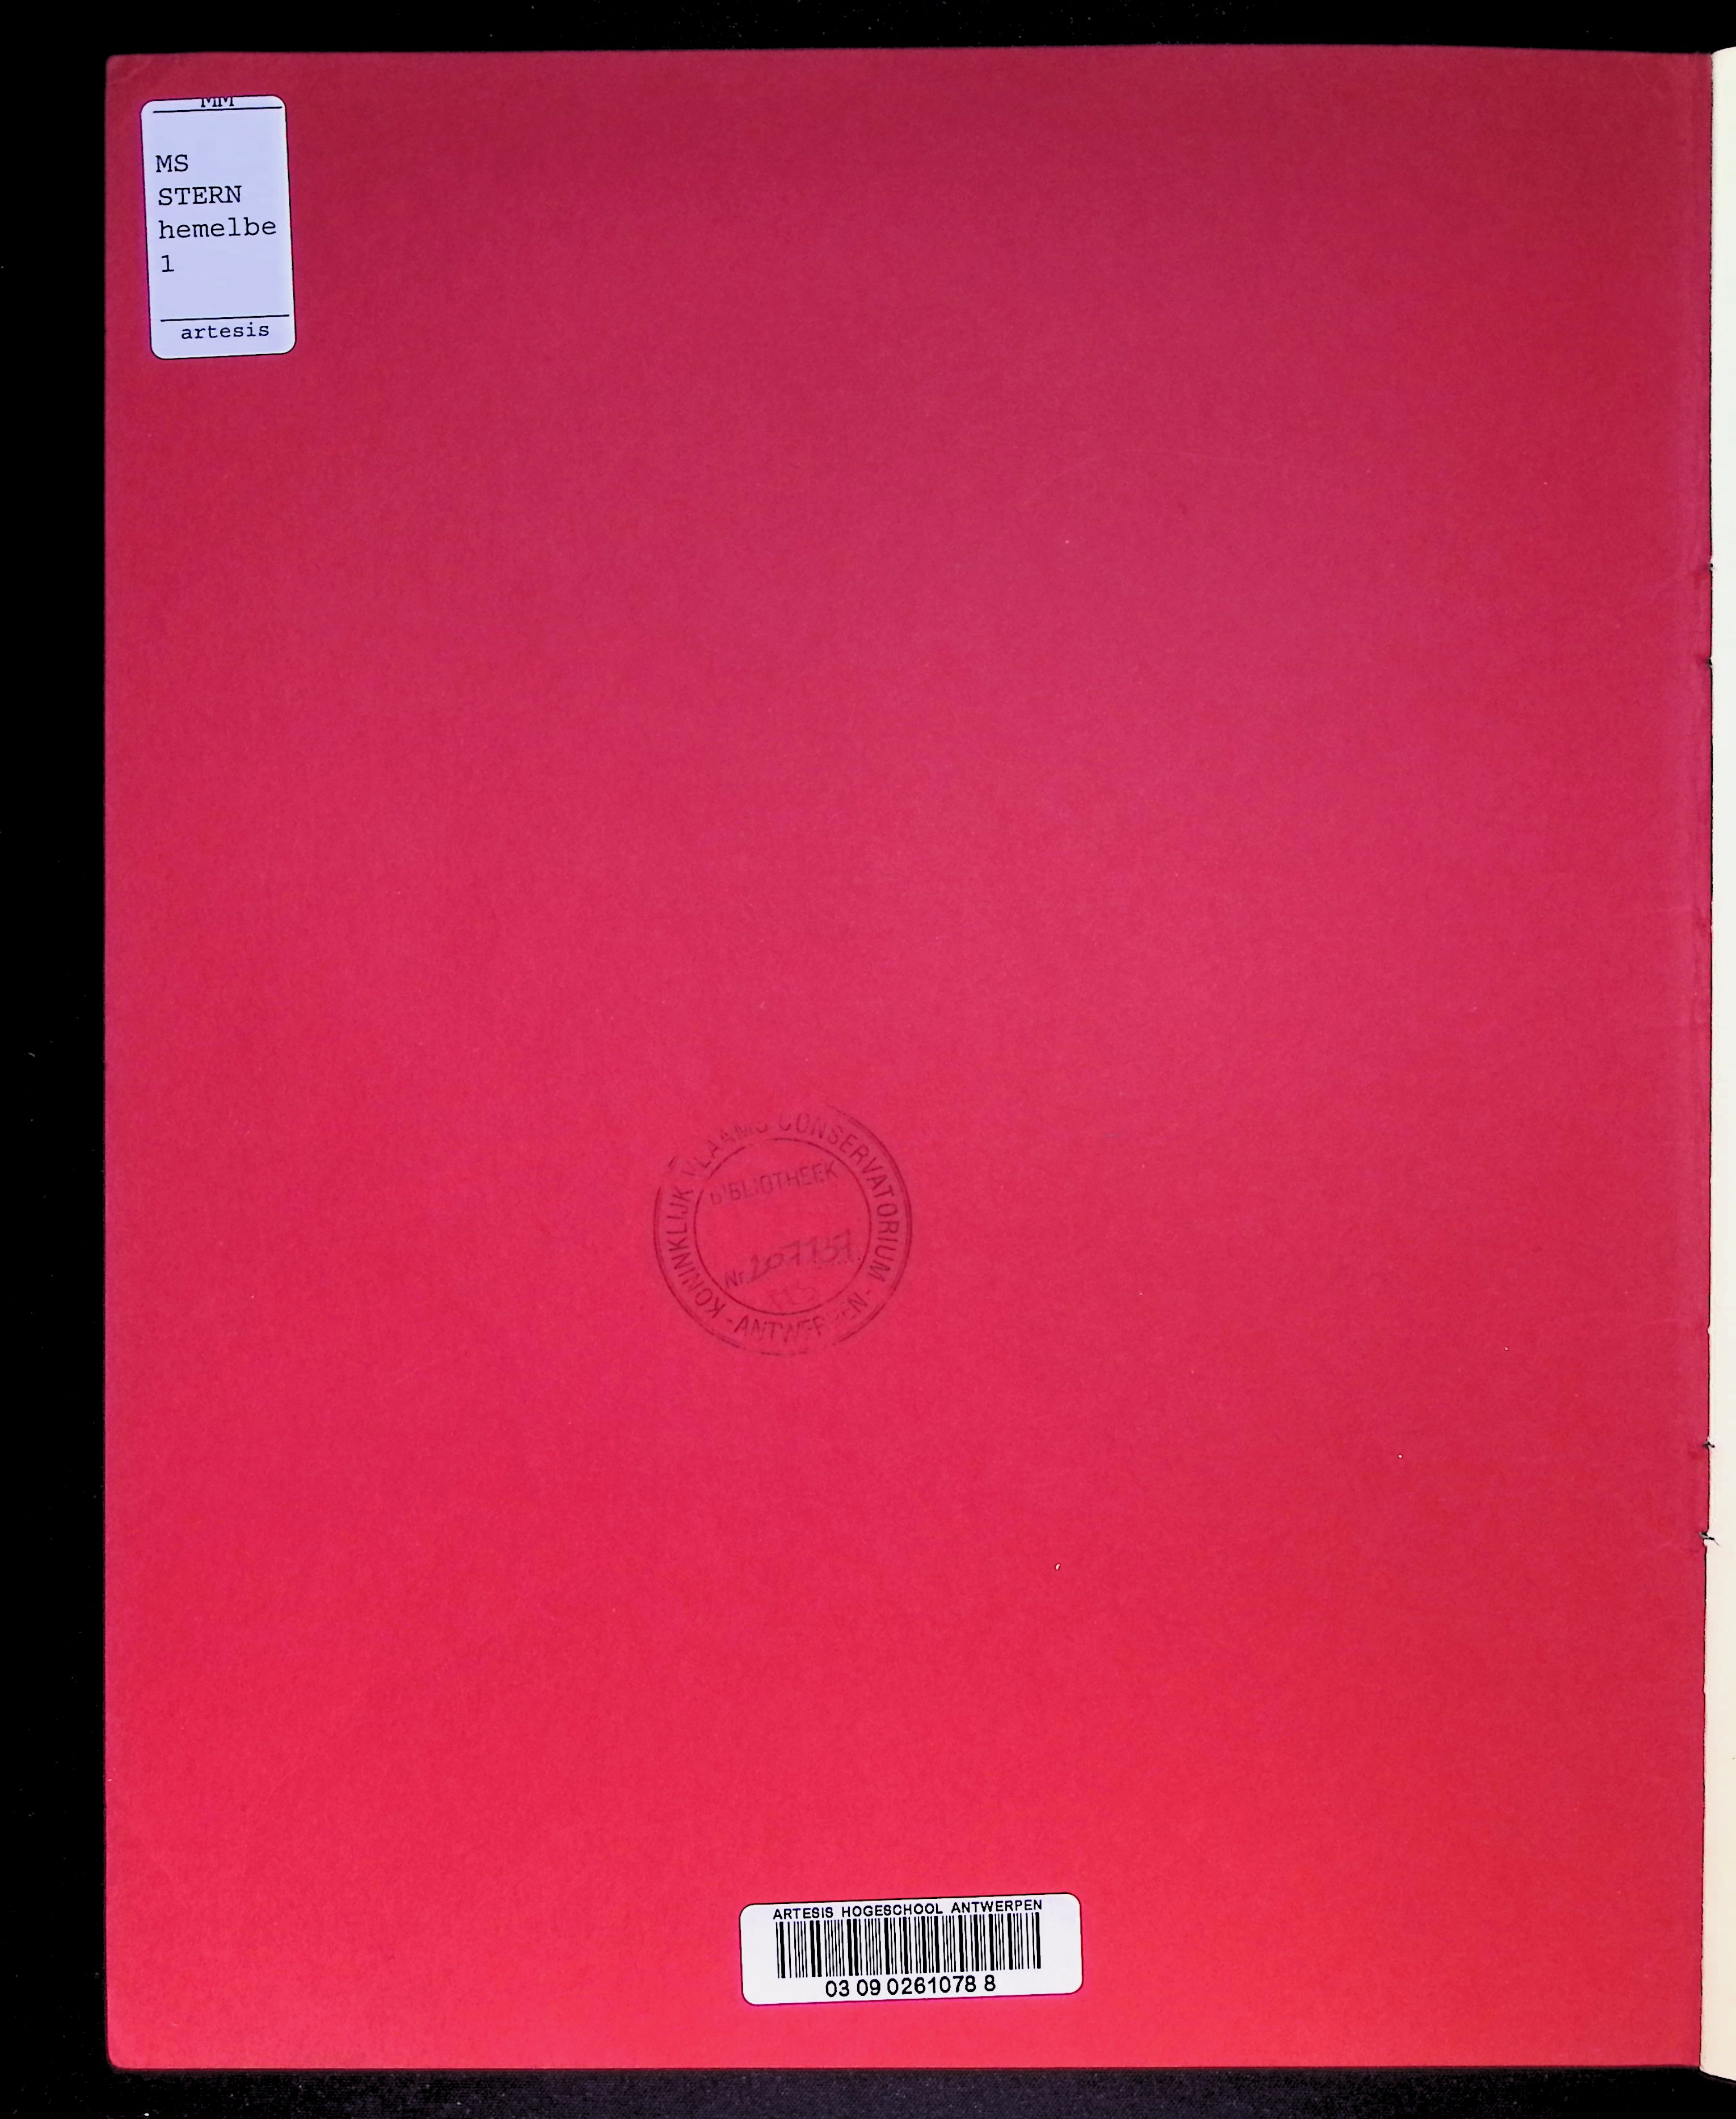 MM
MS
STERN
hemelbe
1
artesis
KONINKLIJK VLAAMS CONSERVATORIUM - ANTWERPEN -
BIBLIOTHEEK
Nr.
ARTESIS HOGESCHOOL ANTWERPEN
03 09 0261078 8